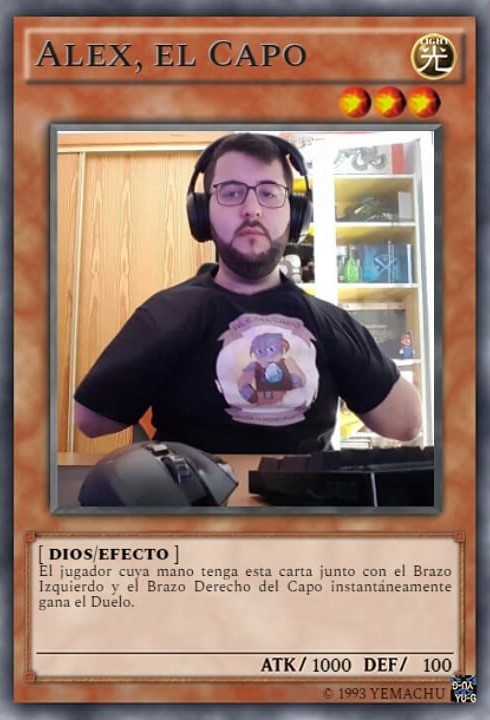 ALEX, EL CAPO
LIGHT
光
[ DIOS/EFECTO ]
El jugador cuya mano tenga esta carta junto con el Brazo
Izquierdo y el Brazo Derecho del Capo instantáneamente
gana el Duelo.
ATK/ 1000 DEF/ 100
© 1993 YEMACHU